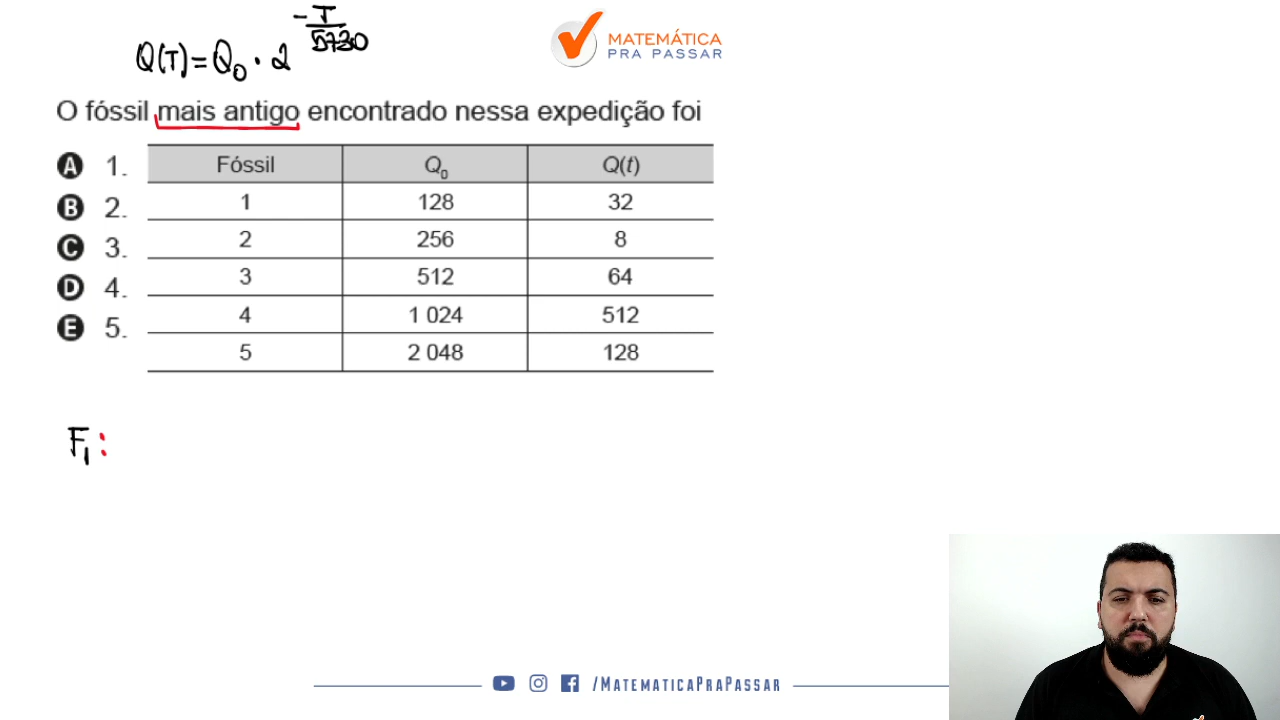 Q(T) = Q₀ · 2^(-T/5730)
MATEMÁTICA
PRA PASSAR
O fóssil mais antigo encontrado nessa expedição foi
A 1.
B 2.
C 3.
D 4.
E 5.
Fóssil Q₀ Q(t)
1 128 32
2 256 8
3 512 64
4 1 024 512
5 2 048 128
F₁ :
/MATEMATICAPRAPASSAR